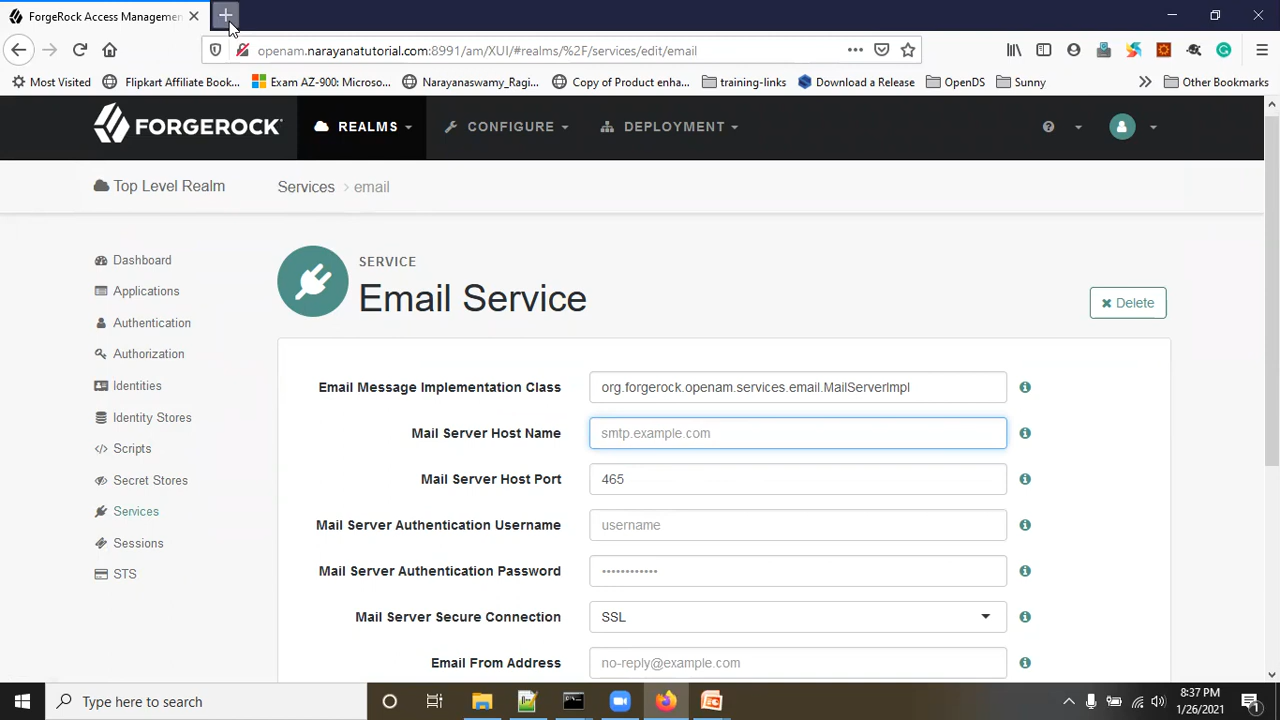 ForgeRock Access Managemen
openam.narayanatutorial.com:8991/am/XUI/#realms/%2F/services/edit/email
Most Visited
Flipkart Affiliate Book...
Exam AZ-900: Microso...
Narayanaswamy_Ragi...
Copy of Product enha...
training-links
Download a Release
OpenDS
Sunny
Other Bookmarks
FORGEROCK
REALMS
CONFIGURE
DEPLOYMENT
Top Level Realm
Services > email
Dashboard
Applications
Authentication
Authorization
Identities
Identity Stores
Scripts
Secret Stores
Services
Sessions
STS
SERVICE
Email Service
Delete
Email Message Implementation Class
org.forgerock.openam.services.email.MailServerImpl
Mail Server Host Name
smtp.example.com
Mail Server Host Port
465
Mail Server Authentication Username
username
Mail Server Authentication Password
Mail Server Secure Connection
SSL
Email From Address
no-reply@example.com
Type here to search
8:37 PM
1/26/2021
1